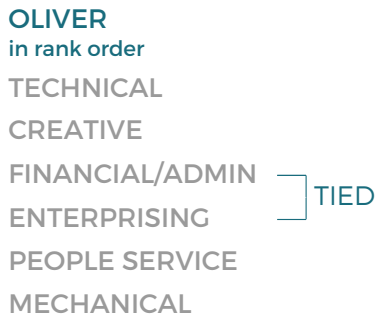 OLIVER
in rank order
TECHNICAL
CREATIVE
FINANCIAL/ADMIN
TIED
ENTERPRISING
PEOPLE SERVICE
MECHANICAL